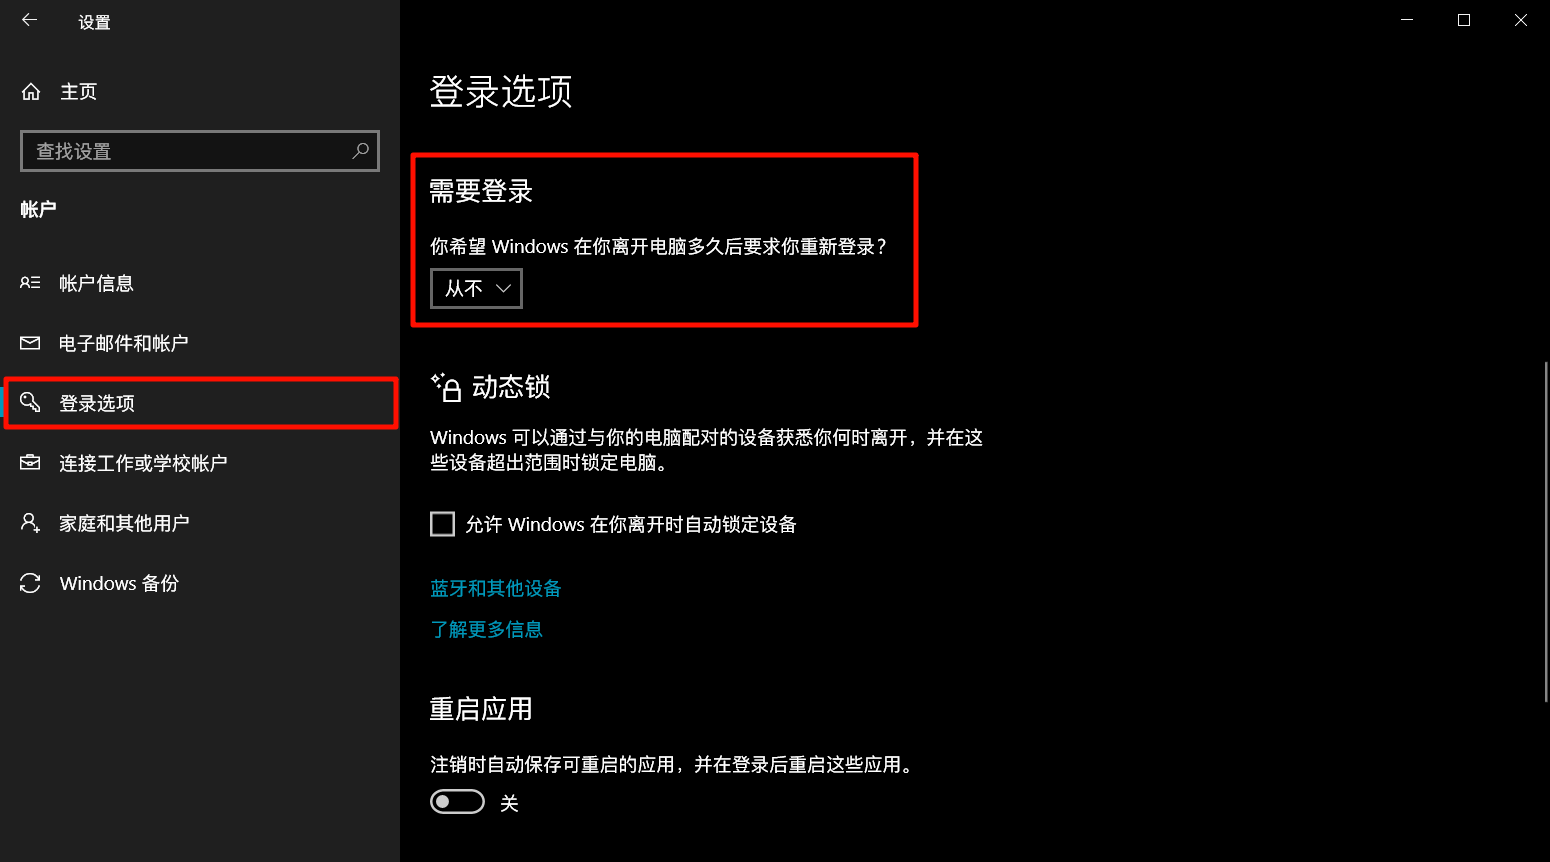 设置
主页
查找设置
帐户
帐户信息
电子邮件和帐户
登录选项
连接工作或学校帐户
家庭和其他用户
Windows 备份
登录选项
需要登录
你希望 Windows 在你离开电脑多久后要求你重新登录？
从不
动态锁
Windows 可以通过与你的电脑配对的设备获悉你何时离开，并在这
些设备超出范围时锁定电脑。
允许 Windows 在你离开时自动锁定设备
蓝牙和其他设备
了解更多信息
重启应用
注销时自动保存可重启的应用，并在登录后重启这些应用。
关